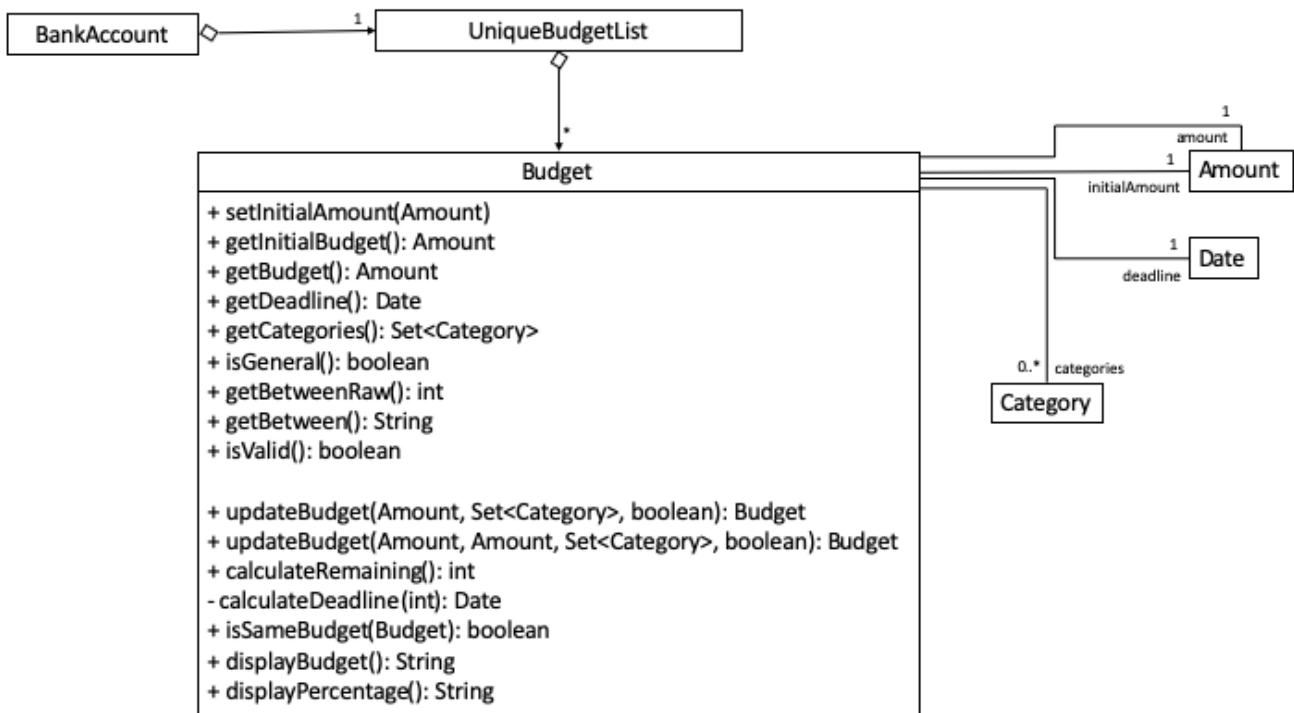 BankAccount
1
UniqueBudgetList
*
Budget
+ setInitialAmount(Amount)
+ getInitialBudget(): Amount
+ getBudget(): Amount
+ getDeadline(): Date
+ getCategories(): Set<Category>
+ isGeneral(): boolean
+ getBetweenRaw(): int
+ getBetween(): String
+ isValid(): boolean
+ updateBudget(Amount, Set<Category>, boolean): Budget
+ updateBudget(Amount, Amount, Set<Category>, boolean): Budget
+ calculateRemaining(): int
- calculateDeadline(int): Date
+ isSameBudget(Budget): boolean
+ displayBudget(): String
+ displayPercentage(): String
1
amount
1
initialAmount
Amount
1
deadline
Date
0..* categories
Category